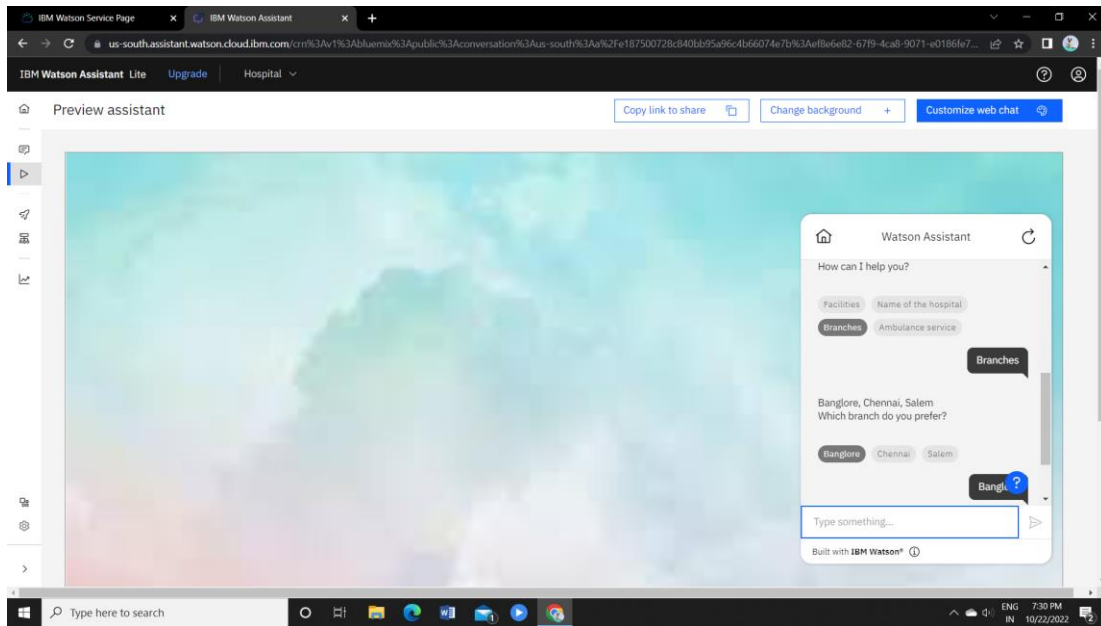 IBM Watson Service Page
IBM Watson Assistant
us-south.assistant.watson.cloud.ibm.com/crn%3Av1%3Abluemix%3Apublic%3Aconversation%3Aus-south%3Aa%2Fe187500728c840bb95a96c4b66074e7b%3Aef8e6e82-67f9-4ca8-9071-e0186fe7...
IBM Watson Assistant Lite Upgrade Hospital
Preview assistant Copy link to share Change background + Customize web chat
Watson Assistant
How can I help you?
Facilities Name of the hospital
Branches Ambulance service
Branches
Banglore, Chennai, Salem
Which branch do you prefer?
Banglore Chennai Salem
Banglo ?
Type something...
Built with IBM Watson®
Type here to search
ENG 7:30 PM
IN 10/22/2022